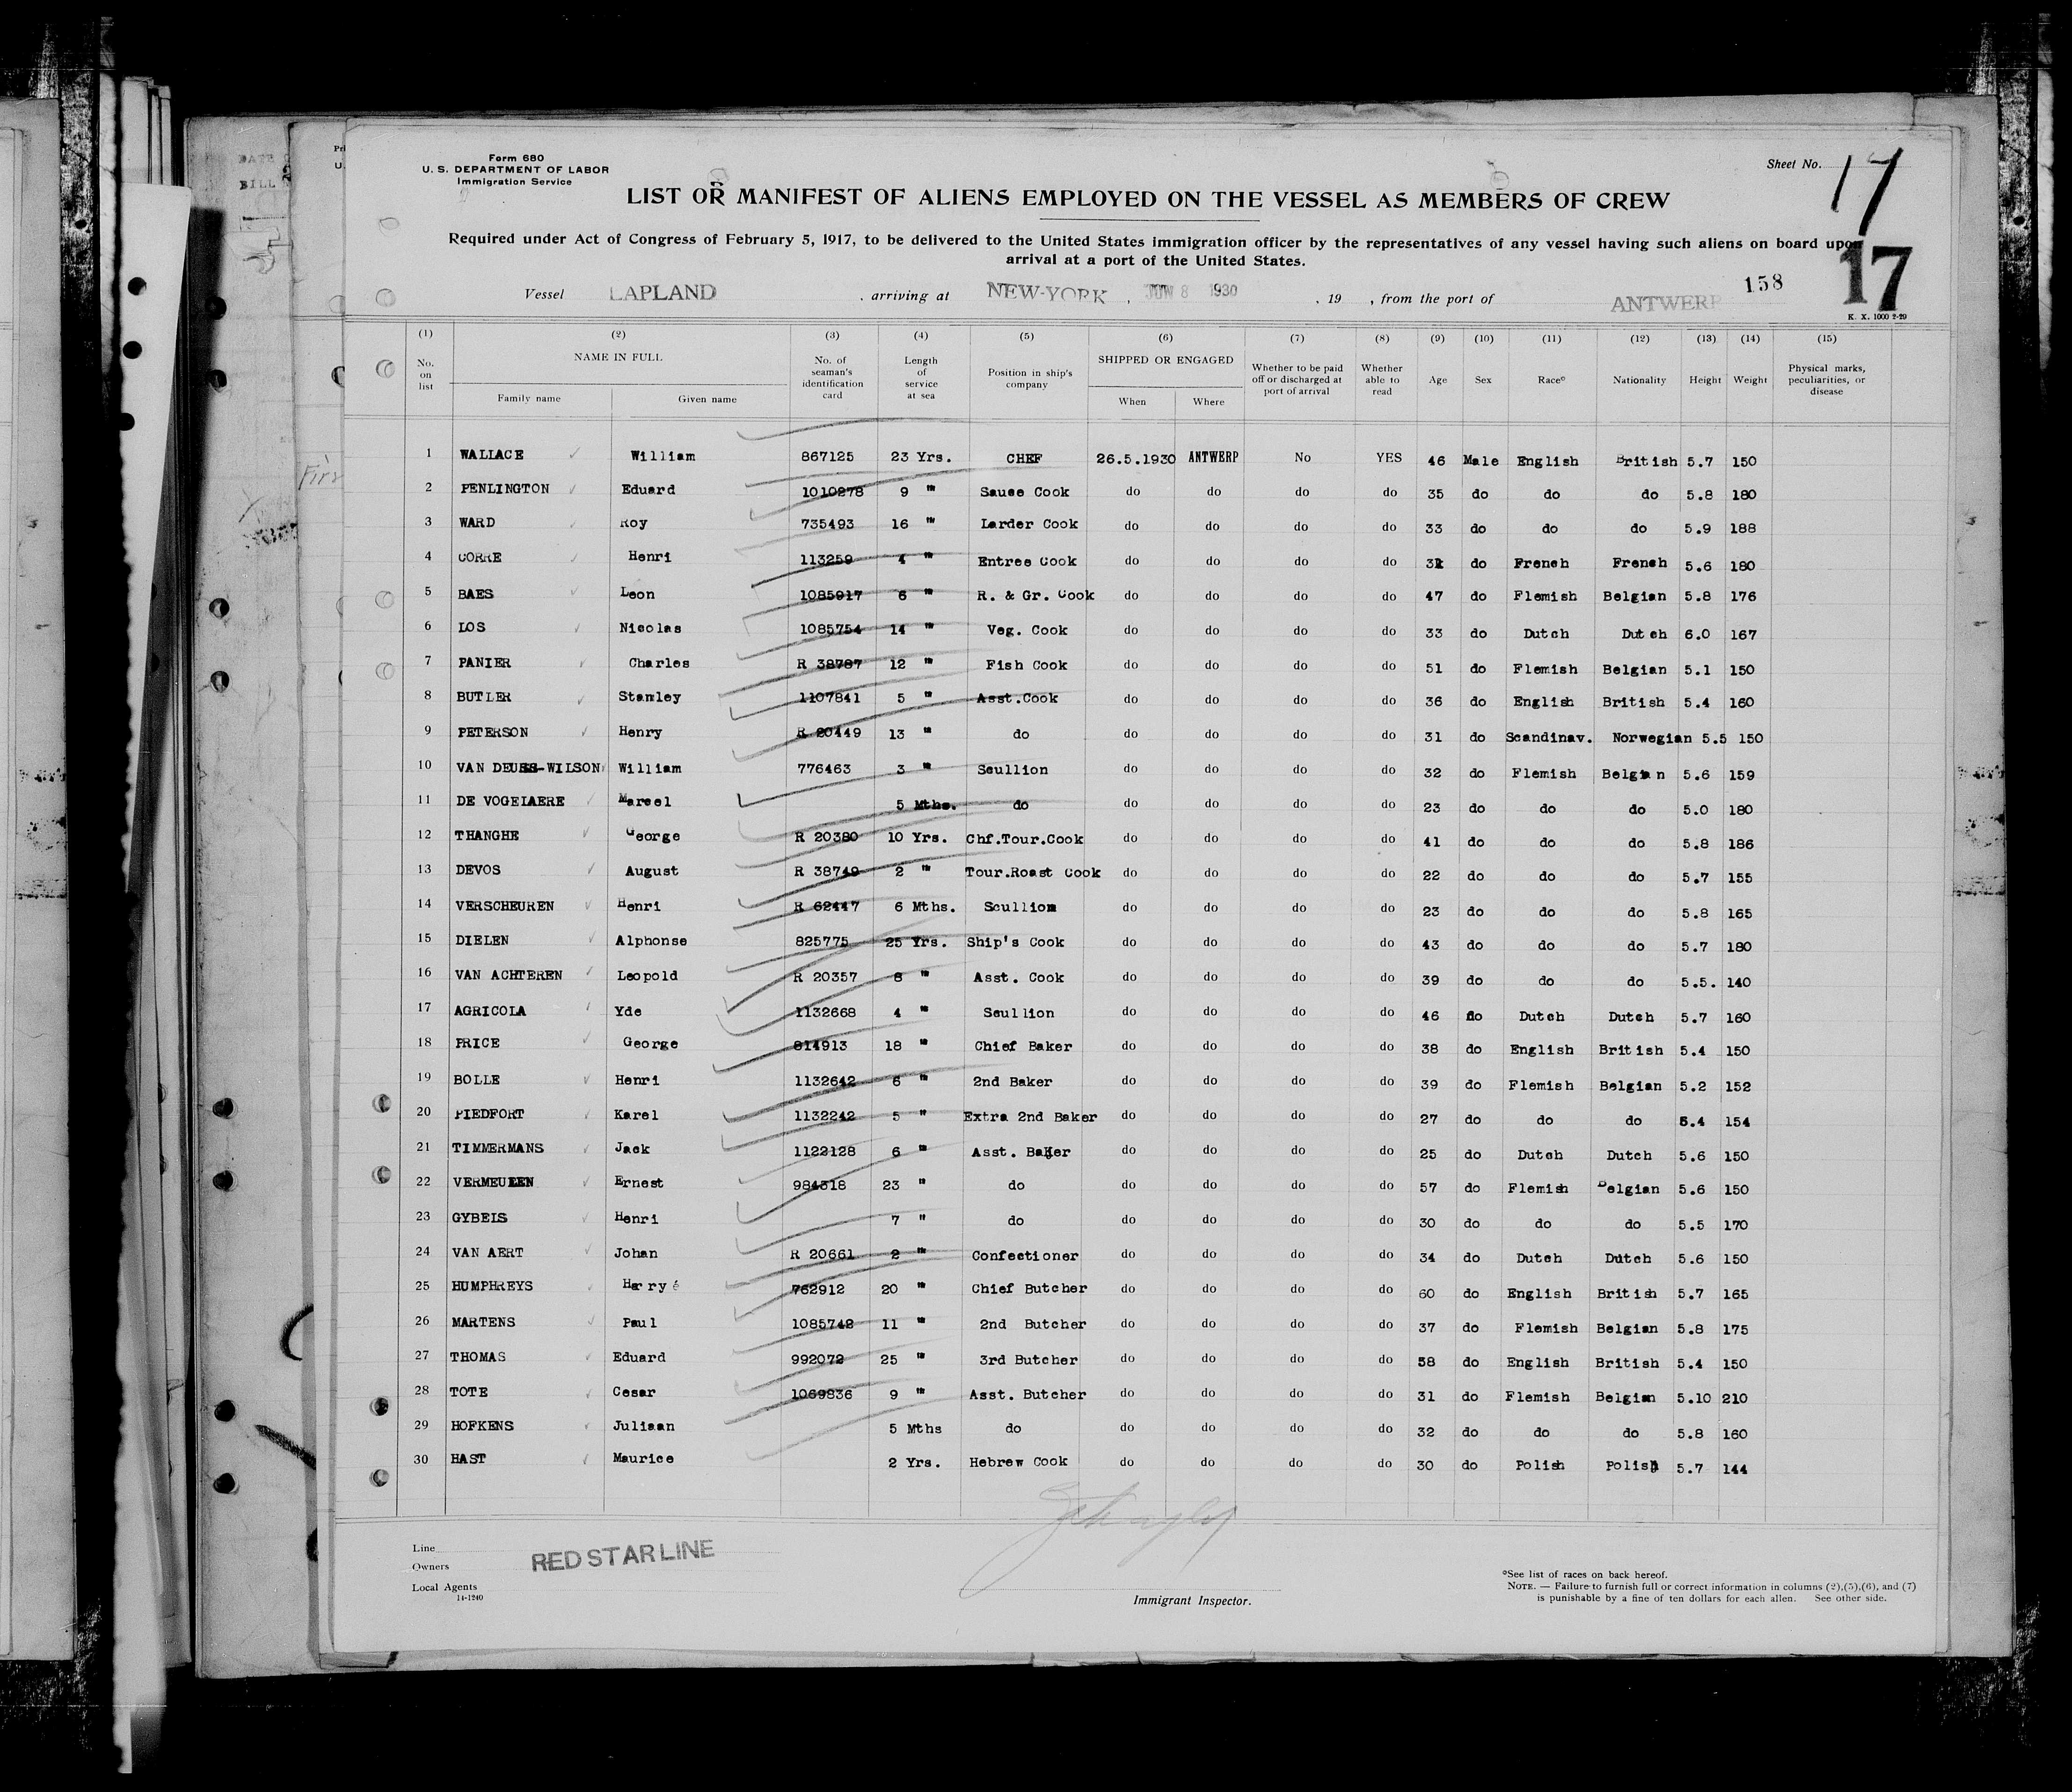 Form 680
U. S. DEPARTMENT OF LABOR
Immigration Service
Sheet No. 17
LIST OR MANIFEST OF ALIENS EMPLOYED ON THE VESSEL AS MEMBERS OF CREW
Required under Act of Congress of February 5, 1917, to be delivered to the United States immigration officer by the representatives of any vessel having such aliens on board upon
arrival at a port of the United States.
17
Vessel LAPLAND , arriving at NEW-YORK , JUN 8 1930 , 19 , from the port of ANTWERP 158
K. X. 1000 2-29
(1) (2) (3) (4) (5) (6) (7) (8) (9) (10) (11) (12) (13) (14) (15)
No. on list NAME IN FULL Family name Given name No. of seaman's identification card Length of service at sea Position in ship's company SHIPPED OR ENGAGED When Where Whether to be paid off or discharged at port of arrival Whether able to read Age Sex Race* Nationality Height Weight Physical marks, peculiarities, or disease
1 WALLACE William 867125 23 Yrs. CHEF 26.5.1930 ANTWERP No YES 46 Male English British 5.7 150
2 PENLINGTON Eduard 1010278 9 " Sauce Cook do do do do 35 do do do 5.8 180
3 WARD Roy 735493 16 " Larder Cook do do do do 33 do do do 5.9 188
4 CORRE Henri 113259 4 " Entree Cook do do do do do French French 5.6 180
5 BAES Leon 1085917 6 " R. & Gr. Cook do do do do 47 do Flemish Belgian 5.8 176
6 LOS Nicolas 1085754 14 " Veg. Cook do do do do 33 do Dutch Dutch 6.0 167
7 PANIER Charles R 38787 12 " Fish Cook do do do do 51 do Flemish Belgian 5.1 150
8 BUTLER Stanley 1107841 5 " Asst.Cook do do do do 36 do English British 5.4 160
9 PETERSON Henry R 20449 13 " do do do do do 31 do Scandinav. Norwegian 5.5 150
10 VAN DEUSS-WILSON William 776463 3 " Scullion do do do do 32 do Flemish Belgian 5.6 159
11 DE VOGELAERE Marcel 5 Mths. do do do do do 23 do do do 5.0 180
12 THANGHE George R 20380 10 Yrs. Chf.Tour.Cook do do do do 41 do do do 5.8 186
13 DEVOS August R 38749 2 " Tour.Roast Cook do do do do 22 do do do 5.7 155
14 VERSCHEUREN Henri R 62447 6 Mths. Scullion do do do do 23 do do do 5.8 165
15 DIELEN Alphonse 825775 25 Yrs. Ship's Cook do do do do 43 do do do 5.7 180
16 VAN ACHTEREN Leopold R 20357 8 " Asst. Cook do do do do 39 do do do 5.5. 140
17 AGRICOLA Yde 1132668 4 " Scullion do do do do 46 do Dutch Dutch 5.7 160
18 PRICE George 814913 18 " Chief Baker do do do do 38 do English British 5.4 150
19 BOLLE Henri 1132642 6 " 2nd Baker do do do do 39 do Flemish Belgian 5.2 152
20 PIEDFORT Karel 1132242 5 " Extra 2nd Baker do do do do 27 do do do 5.4 154
21 TIMMERMANS Jack 1122128 6 " Asst. Baker do do do do 25 do Dutch Dutch 5.6 150
22 VERMEULEN Ernest 984318 23 " do do do do do 57 do Flemish Belgian 5.6 150
23 GYBELS Henri 7 " do do do do do 30 do do do 5.5 170
24 VAN AERT Johan R 20661 2 " Confectioner do do do do 34 do Dutch Dutch 5.6 150
25 HUMPHREYS Harry 762912 20 " Chief Butcher do do do do 60 do English British 5.7 165
26 MARTENS Paul 1085742 11 " 2nd Butcher do do do do 37 do Flemish Belgian 5.8 175
27 THOMAS Eduard 992072 25 " 3rd Butcher do do do do 58 do English British 5.4 150
28 TOTE Cesar 1069836 9 " Asst. Butcher do do do do 31 do Flemish Belgian 5.10 210
29 HOFKENS Juliaan 5 Mths do do do do do 32 do do do 5.8 160
30 HAST Maurice 2 Yrs. Hebrew Cook do do do do 30 do Polish Polish 5.7 144
Line
Owners RED STAR LINE
Local Agents
14-1240
Immigrant Inspector.
*See list of races on back hereof.
NOTE. — Failure to furnish full or correct information in columns (2),(5),(6), and (7)
is punishable by a fine of ten dollars for each alien. See other side.